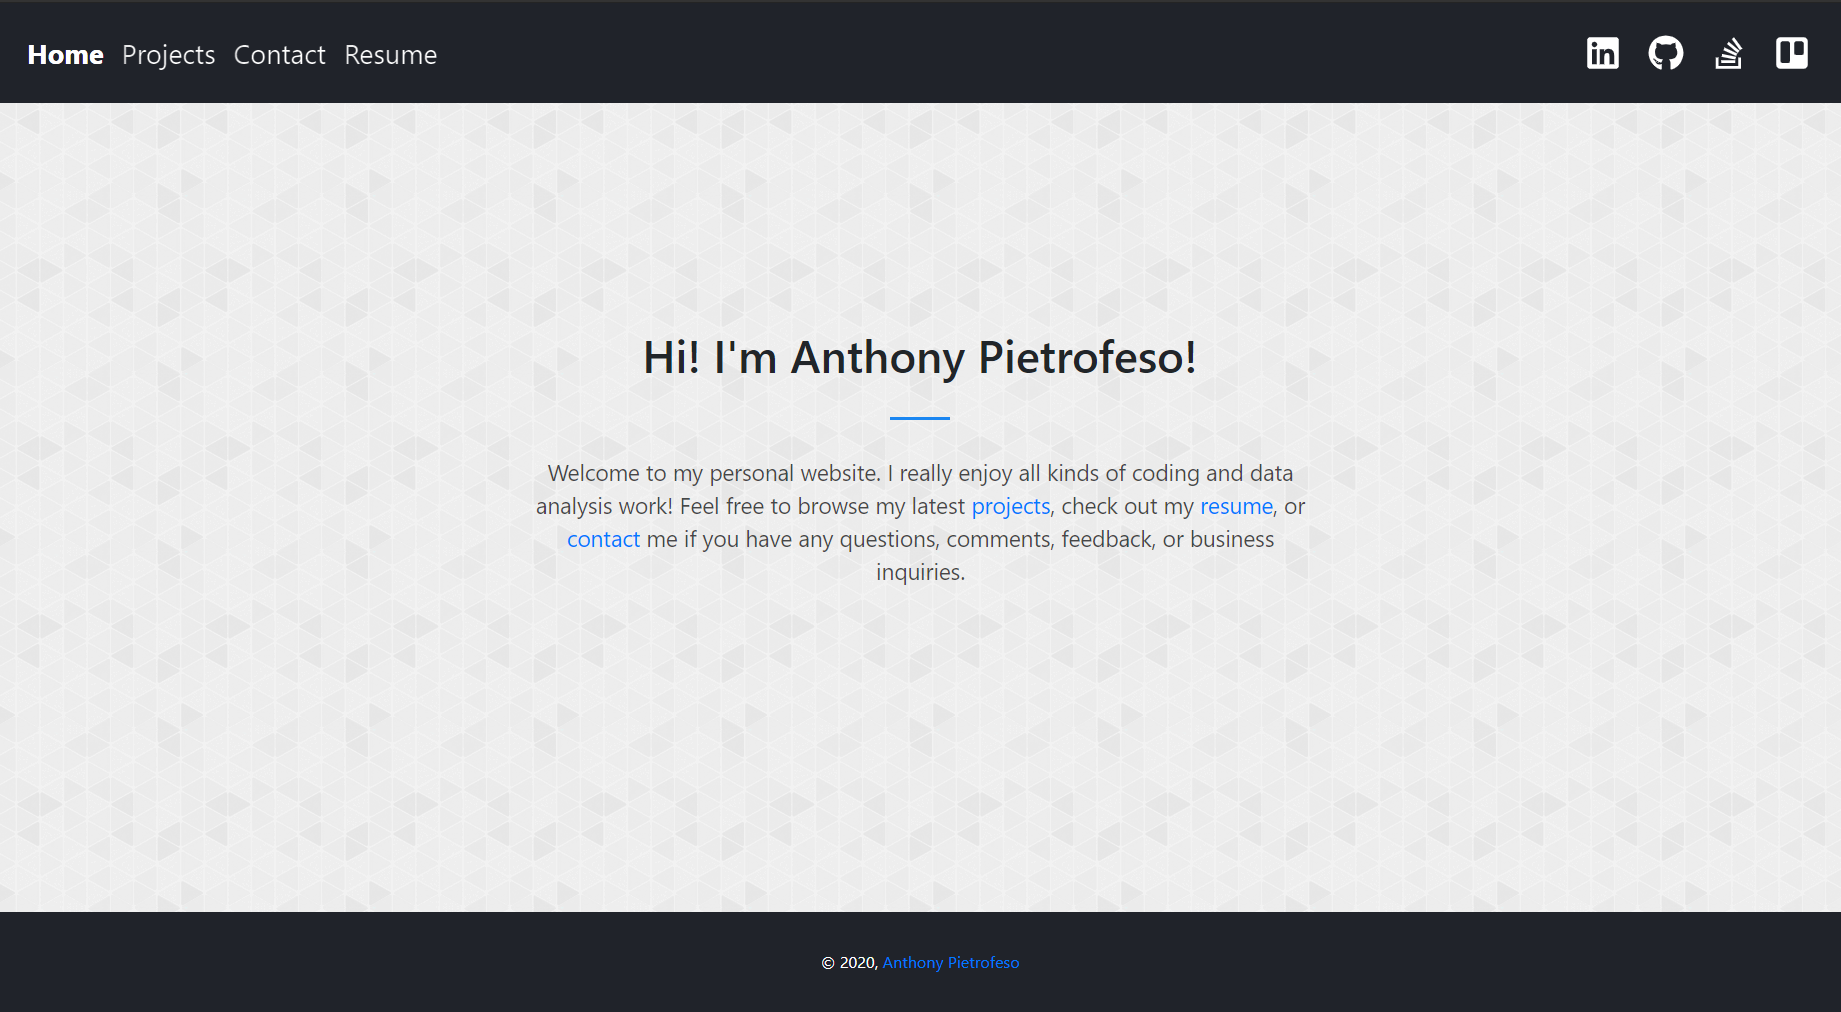 Home Projects Contact Resume
Hi! I'm Anthony Pietrofeso!
Welcome to my personal website. I really enjoy all kinds of coding and data
analysis work! Feel free to browse my latest projects, check out my resume, or
contact me if you have any questions, comments, feedback, or business
inquiries.
© 2020, Anthony Pietrofeso